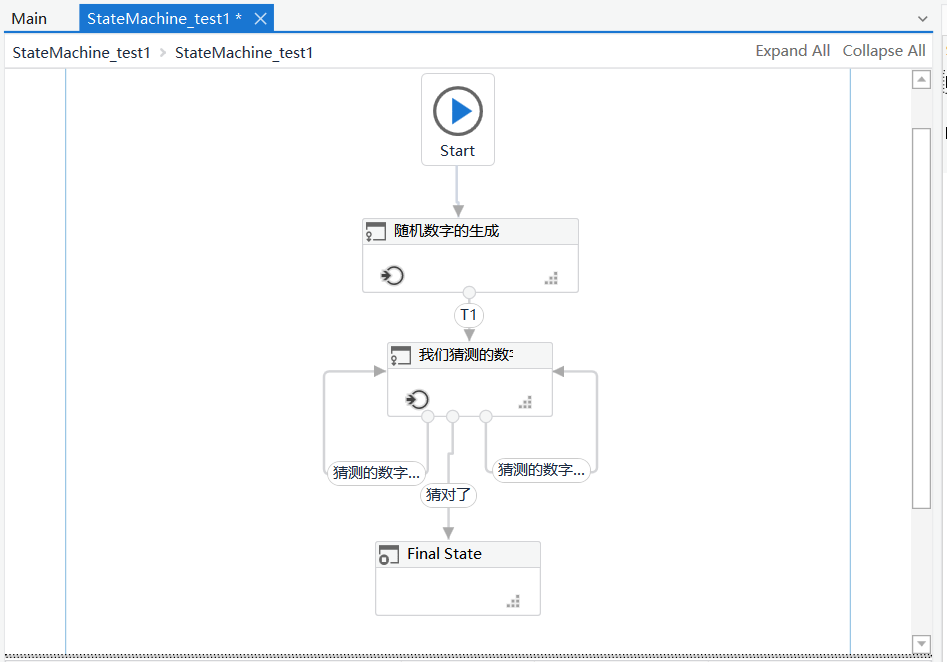 Main
StateMachine_test1 *
StateMachine_test1 > StateMachine_test1
Expand All Collapse All
Start
随机数字的生成
T1
我们猜测的数
猜测的数字...
猜测的数字...
猜对了
Final State